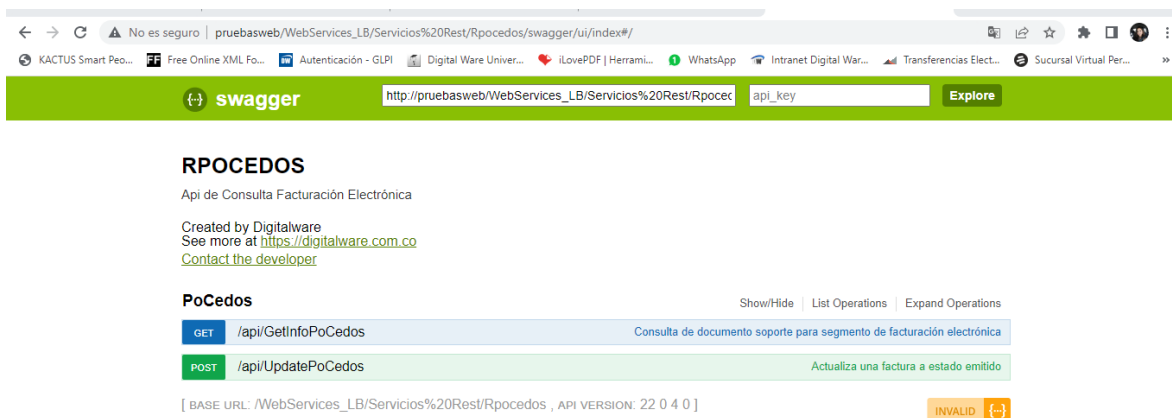 No es seguro | pruebasweb/WebServices_LB/Servicios%20Rest/Rpocedos/swagger/ui/index#/
KACTUS Smart Peo... FF Free Online XML Fo... DW Autenticación - GLPI Digital Ware Univer... iLovePDF | Herrami... 1 WhatsApp Intranet Digital War... Transferencias Elect... Sucursal Virtual Per... »
{··} swagger http://pruebasweb/WebServices_LB/Servicios%20Rest/Rpoced api_key Explore
RPOCEDOS
Api de Consulta Facturación Electrónica
Created by Digitalware
See more at https://digitalware.com.co
Contact the developer
PoCedos Show/Hide | List Operations | Expand Operations
GET /api/GetInfoPoCedos Consulta de documento soporte para segmento de facturación electrónica
POST /api/UpdatePoCedos Actualiza una factura a estado emitido
[ BASE URL: /WebServices_LB/Servicios%20Rest/Rpocedos , API VERSION: 22 0 4 0 ] INVALID {···}